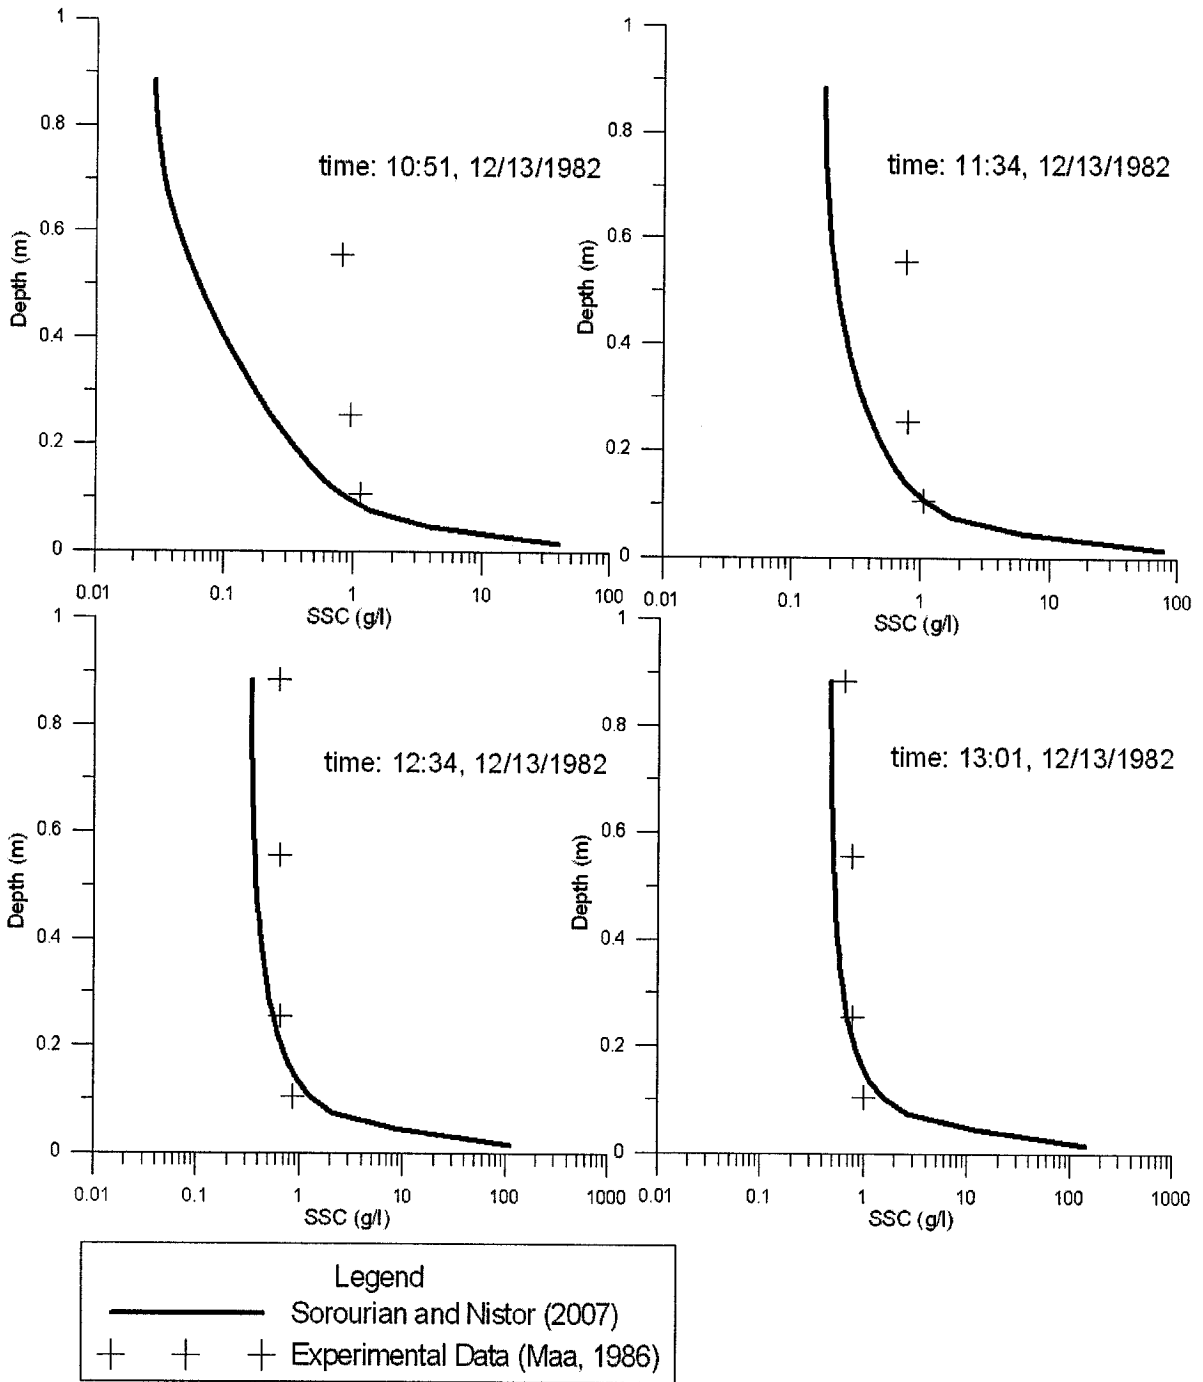 1
0.8
0.6
0.4
0.2
0
Depth (m)
time: 10:51, 12/13/1982
0.01 0.1 1 10 100
SSC (g/l)
1
0.8
0.6
0.4
0.2
0
Depth (m)
time: 11:34, 12/13/1982
0.01 0.1 1 10 100
SSC (g/l)
1
0.8
0.6
0.4
0.2
0
Depth (m)
time: 12:34, 12/13/1982
0.01 0.1 1 10 100 1000
SSC (g/l)
1
0.8
0.6
0.4
0.2
0
Depth (m)
time: 13:01, 12/13/1982
0.01 0.1 1 10 100 1000
SSC (g/l)
Legend
Sorourian and Nistor (2007)
Experimental Data (Maa, 1986)